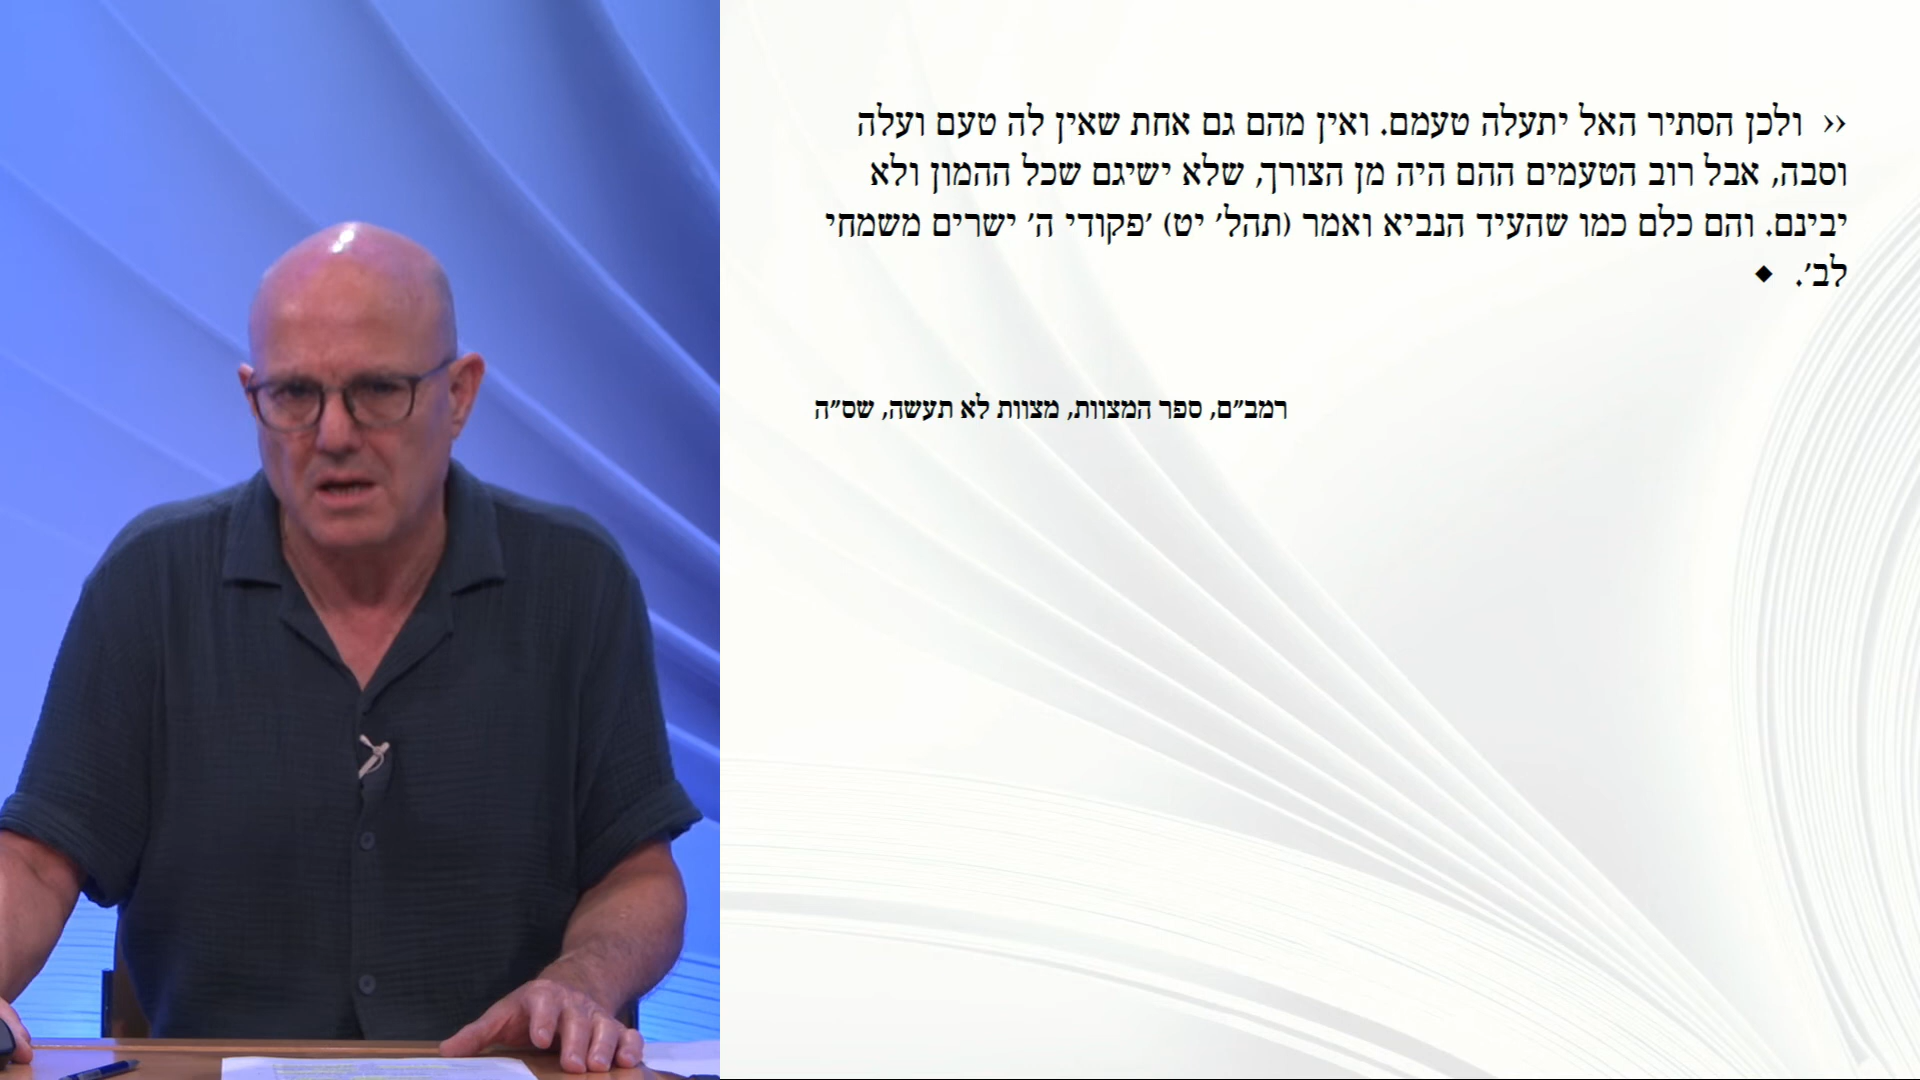 ‹‹ ולכן הסתיר האל יתעלה טעמם. ואין מהם גם אחת שאין לה טעם ועלה
וסבה, אבל רוב הטעמים ההם היה מן הצורך, שלא ישיגם שכל ההמון ולא
יבינם. והם כלם כמו שהעיד הנביא ואמר (תהל' יט) 'פקודי ה' ישרים משמחי
לב'. ◆
רמב״ם, ספר המצוות, מצוות לא תעשה, שס״ה